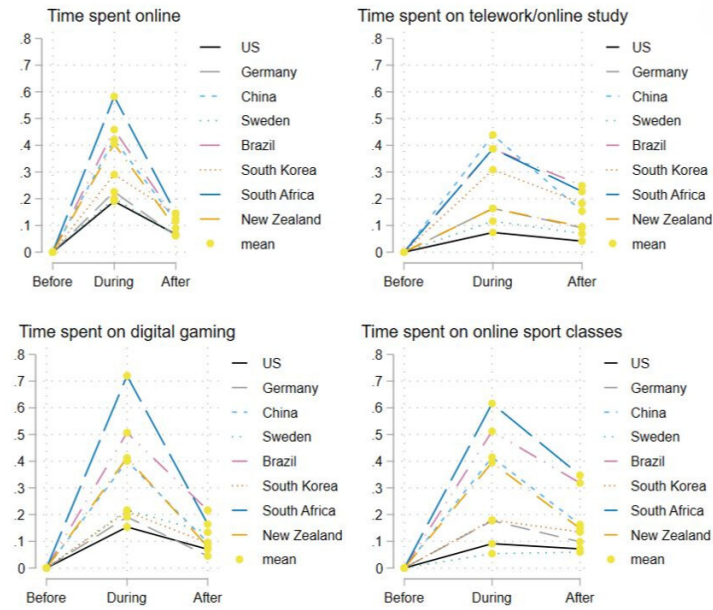 Time spent online
.8
.7
.6
.5
.4
.3
.2
.1
0
Before During After
US
Germany
China
Sweden
Brazil
South Korea
South Africa
New Zealand
mean
Time spent on telework/online study
.8
.7
.6
.5
.4
.3
.2
.1
0
Before During After
US
Germany
China
Sweden
Brazil
South Korea
South Africa
New Zealand
mean
Time spent on digital gaming
.8
.7
.6
.5
.4
.3
.2
.1
0
Before During After
US
Germany
China
Sweden
Brazil
South Korea
South Africa
New Zealand
mean
Time spent on online sport classes
.8
.7
.6
.5
.4
.3
.2
.1
0
Before During After
US
Germany
China
Sweden
Brazil
South Korea
South Africa
New Zealand
mean